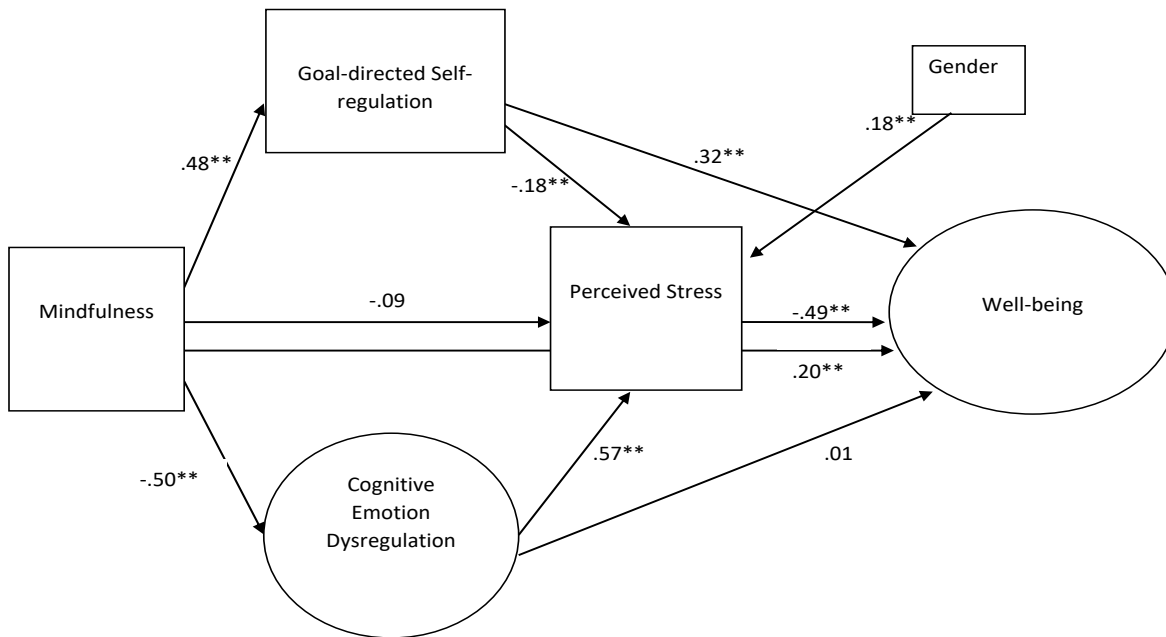 Goal-directed Self-
regulation
Gender
.18**
.48**
.32**
-.18**
Mindfulness
-.09
Perceived Stress
-.49**
Well-being
.20**
-.50**
.57**
.01
Cognitive
Emotion
Dysregulation